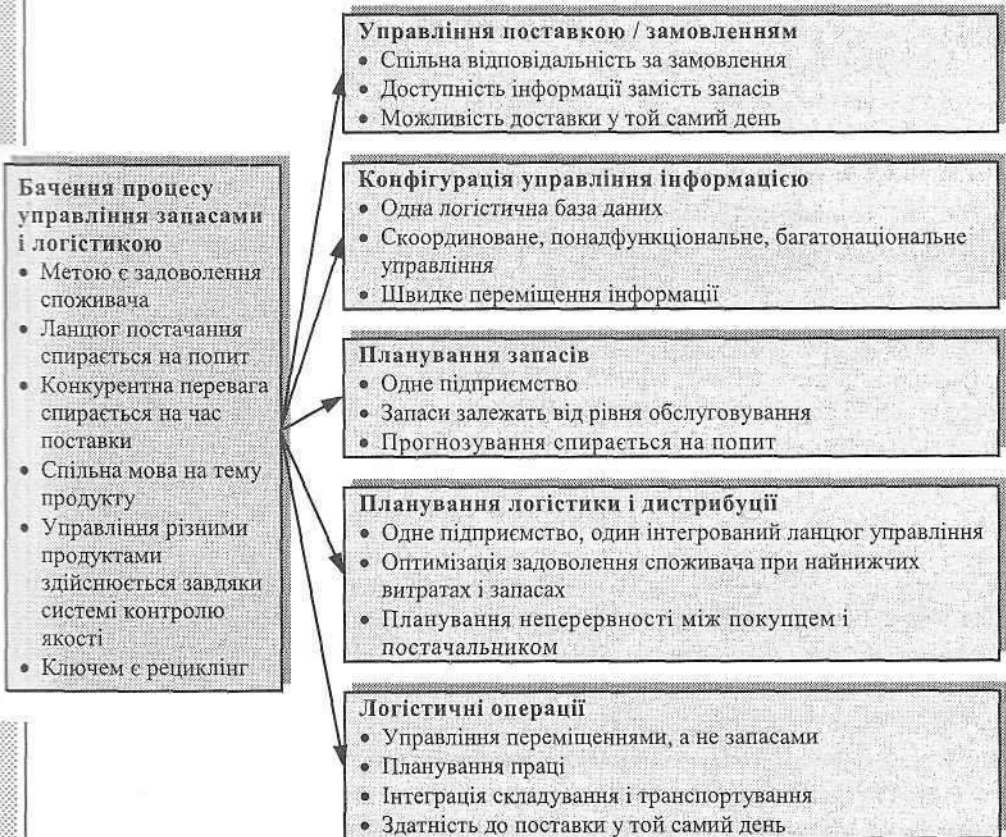 Бачення процесу
управління запасами
і логістикою
• Метою є задоволення
споживача
• Ланцюг постачання
спирається на попит
• Конкурентна перевага
спирається на час
поставки
• Спільна мова на тему
продукту
• Управління різними
продуктами
здійснюється завдяки
системі контролю
якості
• Ключем є рециклінг
Управління поставкою / замовленням
• Спільна відповідальність за замовлення
• Доступність інформації замість запасів
• Можливість доставки у той самий день
Конфігурація управління інформацією
• Одна логістична база даних
• Скоординоване, понадфункціональне, багатонаціональне
управління
• Швидке переміщення інформації
Планування запасів
• Одне підприємство
• Запаси залежать від рівня обслуговування
• Прогнозування спирається на попит
Планування логістики і дистрибуції
• Одне підприємство, один інтегрований ланцюг управління
• Оптимізація задоволення споживача при найнижчих
витратах і запасах
• Планування неперервності між покупцем і
постачальником
Логістичні операції
• Управління переміщеннями, а не запасами
• Планування праці
• Інтеграція складування і транспортування
• Здатність до поставки у той самий день